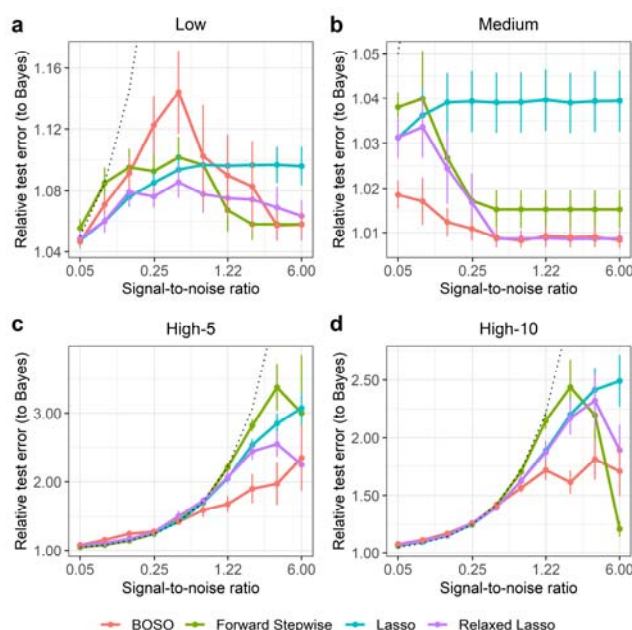 a Low
Relative test error (to Bayes)
1.16
1.12
1.08
1.04
0.05 0.25 1.22 6.00
Signal-to-noise ratio
b Medium
Relative test error (to Bayes)
1.05
1.04
1.03
1.02
1.01
0.05 0.25 1.22 6.00
Signal-to-noise ratio
c High-5
Relative test error (to Bayes)
3.00
2.00
1.00
0.05 0.25 1.22 6.00
Signal-to-noise ratio
d High-10
Relative test error (to Bayes)
2.50
2.00
1.50
1.00
0.05 0.25 1.22 6.00
Signal-to-noise ratio
BOSO Forward Stepwise Lasso Relaxed Lasso